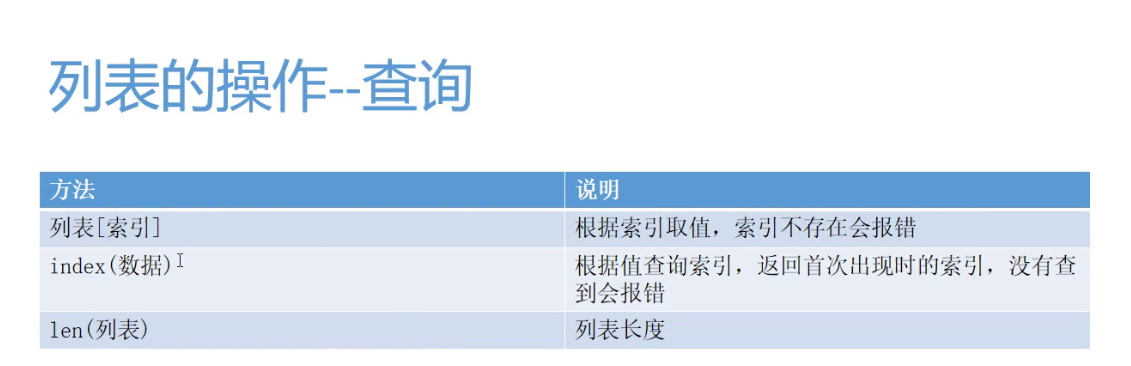 列表的操作--查询
方法 说明
列表[索引] 根据索引取值，索引不存在会报错
index(数据) 根据值查询索引，返回首次出现时的索引，没有查
到会报错
len(列表) 列表长度